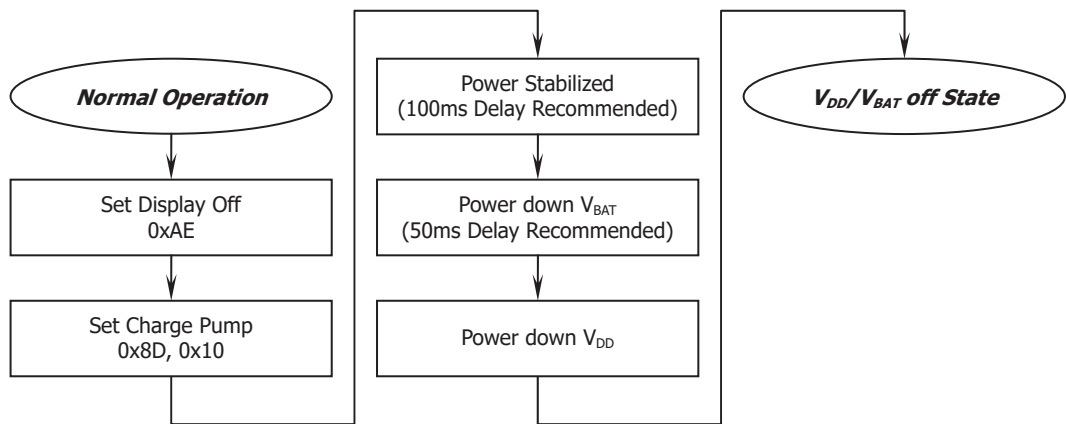 Normal Operation
Set Display Off
0xAE
Set Charge Pump
0x8D, 0x10
Power Stabilized
(100ms Delay Recommended)
Power down VBAT
(50ms Delay Recommended)
Power down VDD
VDD/VBAT off State